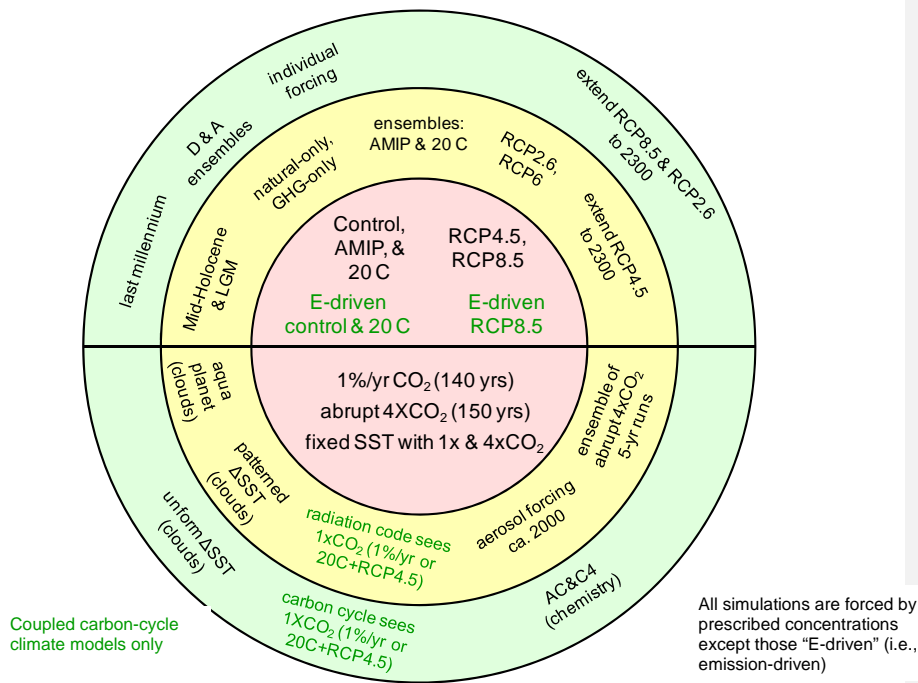 individual
forcing
D & A
ensembles
last millennium
extend RCP8.5 & RCP2.6
to 2300
ensembles:
AMIP & 20 C
natural-only,
GHG-only
Mid-Holocene
& LGM
RCP2.6,
RCP6
extend RCP4.5
to 2300
Control,
AMIP, &
20 C
RCP4.5,
RCP8.5
E-driven
control & 20 C
E-driven
RCP8.5
1%/yr CO₂ (140 yrs)
abrupt 4XCO₂ (150 yrs)
fixed SST with 1x & 4xCO₂
aqua
planet
(clouds)
patterned
ΔSST
(clouds)
radiation code sees
1xCO₂ (1%/yr or
20C+RCP4.5)
aerosol forcing
ca. 2000
ensemble of
abrupt 4xCO₂
5-yr runs
unform ΔSST
(clouds)
carbon cycle sees
1XCO₂ (1%/yr or
20C+RCP4.5)
AC&C4
(chemistry)
Coupled carbon-cycle
climate models only
All simulations are forced by
prescribed concentrations
except those “E-driven” (i.e.,
emission-driven)